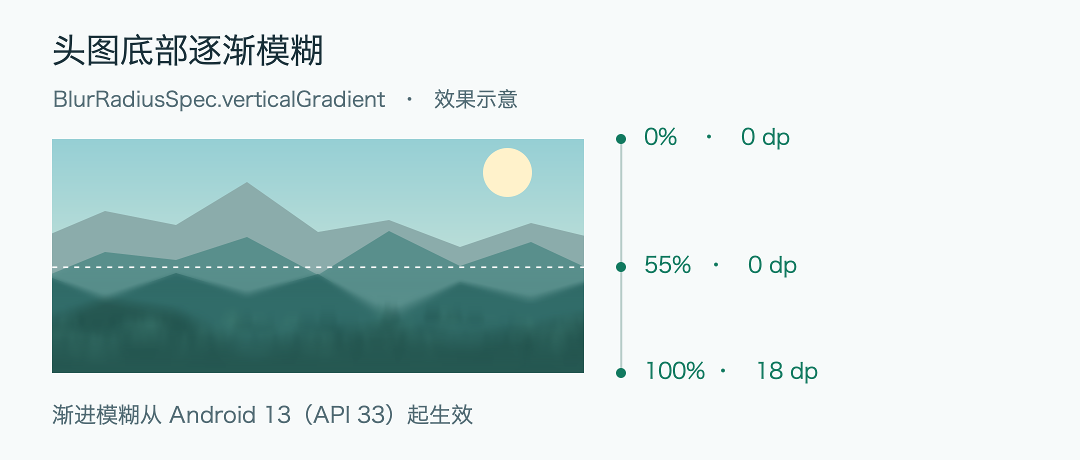 头图底部逐渐模糊
BlurRadiusSpec.verticalGradient · 效果示意
0% · 0 dp
55% · 0 dp
100% · 18 dp
渐进模糊从 Android 13（API 33）起生效